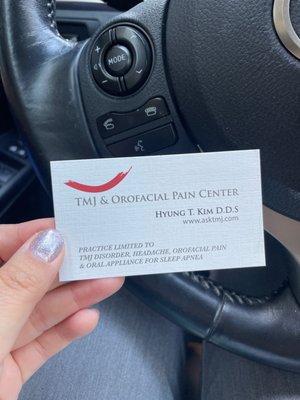 MODE
TMJ & OROFACIAL PAIN CENTER
HYUNG T. KIM D.D.S
www.asktmj.com
PRACTICE LIMITED TO
TMJ DISORDER, HEADACHE, OROFACIAL PAIN
& ORAL APPLIANCE FOR SLEEP APNEA